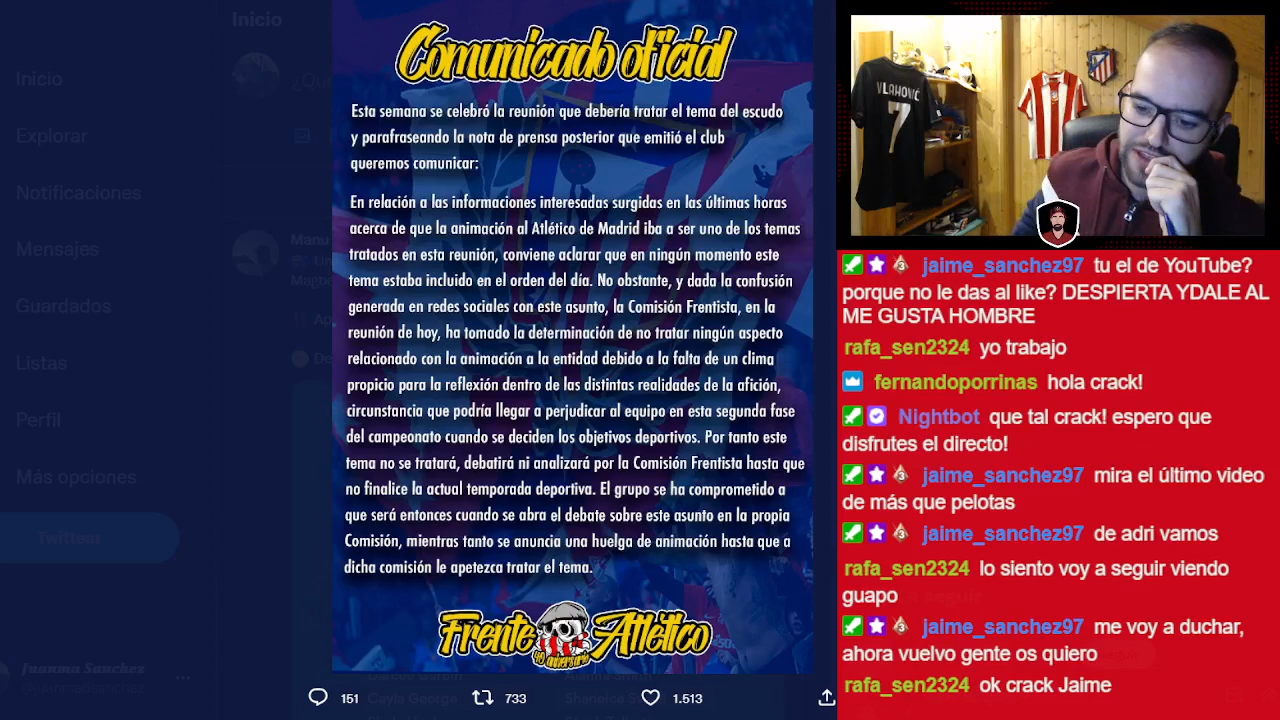 Inicio
Explorar
Notificaciones
Mensajes
Guardados
Listas
Perfil
Más opciones
Twittear
Juanma Sanchez
Inicio
¿Qu
Manu
Comunicado oficial
Esta semana se celebró la reunión que debería tratar el tema del escudo
y parafraseando la nota de prensa posterior que emitió el club
queremos comunicar:
En relación a las informaciones interesadas surgidas en las últimas horas
acerca de que la animación al Atlético de Madrid iba a ser uno de los temas
tratados en esta reunión, conviene aclarar que en ningún momento este
tema estaba incluido en el orden del día. No obstante, y dada la confusión
generada en redes sociales con este asunto, la Comisión Frentista, en la
reunión de hoy, ha tomado la determinación de no tratar ningún aspecto
relacionado con la animación a la entidad debido a la falta de un clima
propicio para la reflexión dentro de las distintas realidades de la afición,
circunstancia que podría llegar a perjudicar al equipo en esta segunda fase
del campeonato cuando se deciden los objetivos deportivos. Por tanto este
tema no se tratará, debatirá ni analizará por la Comisión Frentista hasta que
no finalice la actual temporada deportiva. El grupo se ha comprometido a
que será entonces cuando se abra el debate sobre este asunto en la propia
Comisión, mientras tanto se anuncia una huelga de animación hasta que a
dicha comisión le apetezca tratar el tema.
Frente Atlético
40 aniversario
151
733
1.513
VLAHOVIĆ
7
jaime_sanchez97 tu el de YouTube?
porque no le das al like? DESPIERTA YDALE AL
ME GUSTA HOMBRE
rafa_sen2324 yo trabajo
fernandoporrinas hola crack!
Nightbot que tal crack! espero que
disfrutes el directo!
jaime_sanchez97 mira el último video
de más que pelotas
jaime_sanchez97 de adri vamos
rafa_sen2324 lo siento voy a seguir viendo
guapo
jaime_sanchez97 me voy a duchar,
ahora vuelvo gente os quiero
rafa_sen2324 ok crack Jaime